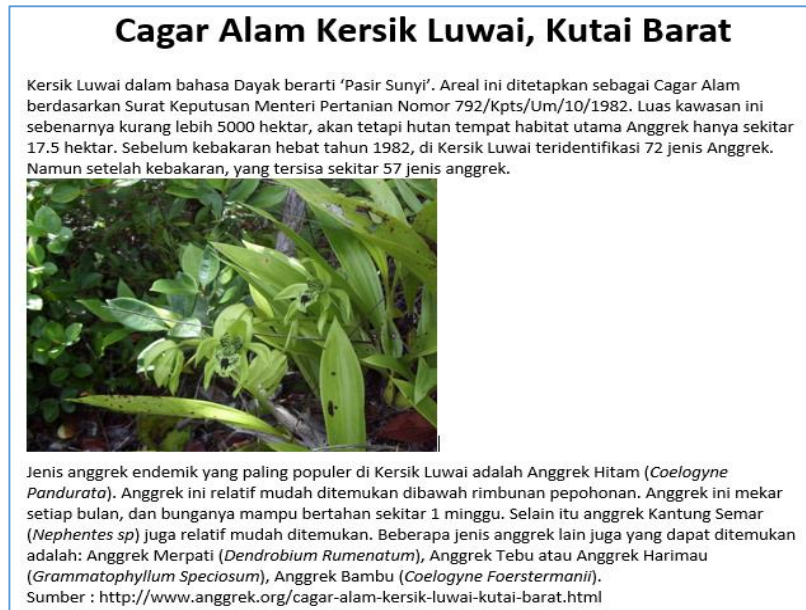 Cagar Alam Kersik Luwai, Kutai Barat
Kersik Luwai dalam bahasa Dayak berarti ‘Pasir Sunyi’. Areal ini ditetapkan sebagai Cagar Alam
berdasarkan Surat Keputusan Menteri Pertanian Nomor 792/Kpts/Um/10/1982. Luas kawasan ini
sebenarnya kurang lebih 5000 hektar, akan tetapi hutan tempat habitat utama Anggrek hanya sekitar
17.5 hektar. Sebelum kebakaran hebat tahun 1982, di Kersik Luwai teridentifikasi 72 jenis Anggrek.
Namun setelah kebakaran, yang tersisa sekitar 57 jenis anggrek.
Jenis anggrek endemik yang paling populer di Kersik Luwai adalah Anggrek Hitam (Coelogyne
Pandurata). Anggrek ini relatif mudah ditemukan dibawah rimbunan pepohonan. Anggrek ini mekar
setiap bulan, dan bunganya mampu bertahan sekitar 1 minggu. Selain itu anggrek Kantung Semar
(Nephentes sp) juga relatif mudah ditemukan. Beberapa jenis anggrek lain juga yang dapat ditemukan
adalah: Anggrek Merpati (Dendrobium Rumenatum), Anggrek Tebu atau Anggrek Harimau
(Grammatophyllum Speciosum), Anggrek Bambu (Coelogyne Foerstermanii).
Sumber : http://www.anggrek.org/cagar-alam-kersik-luwai-kutai-barat.html